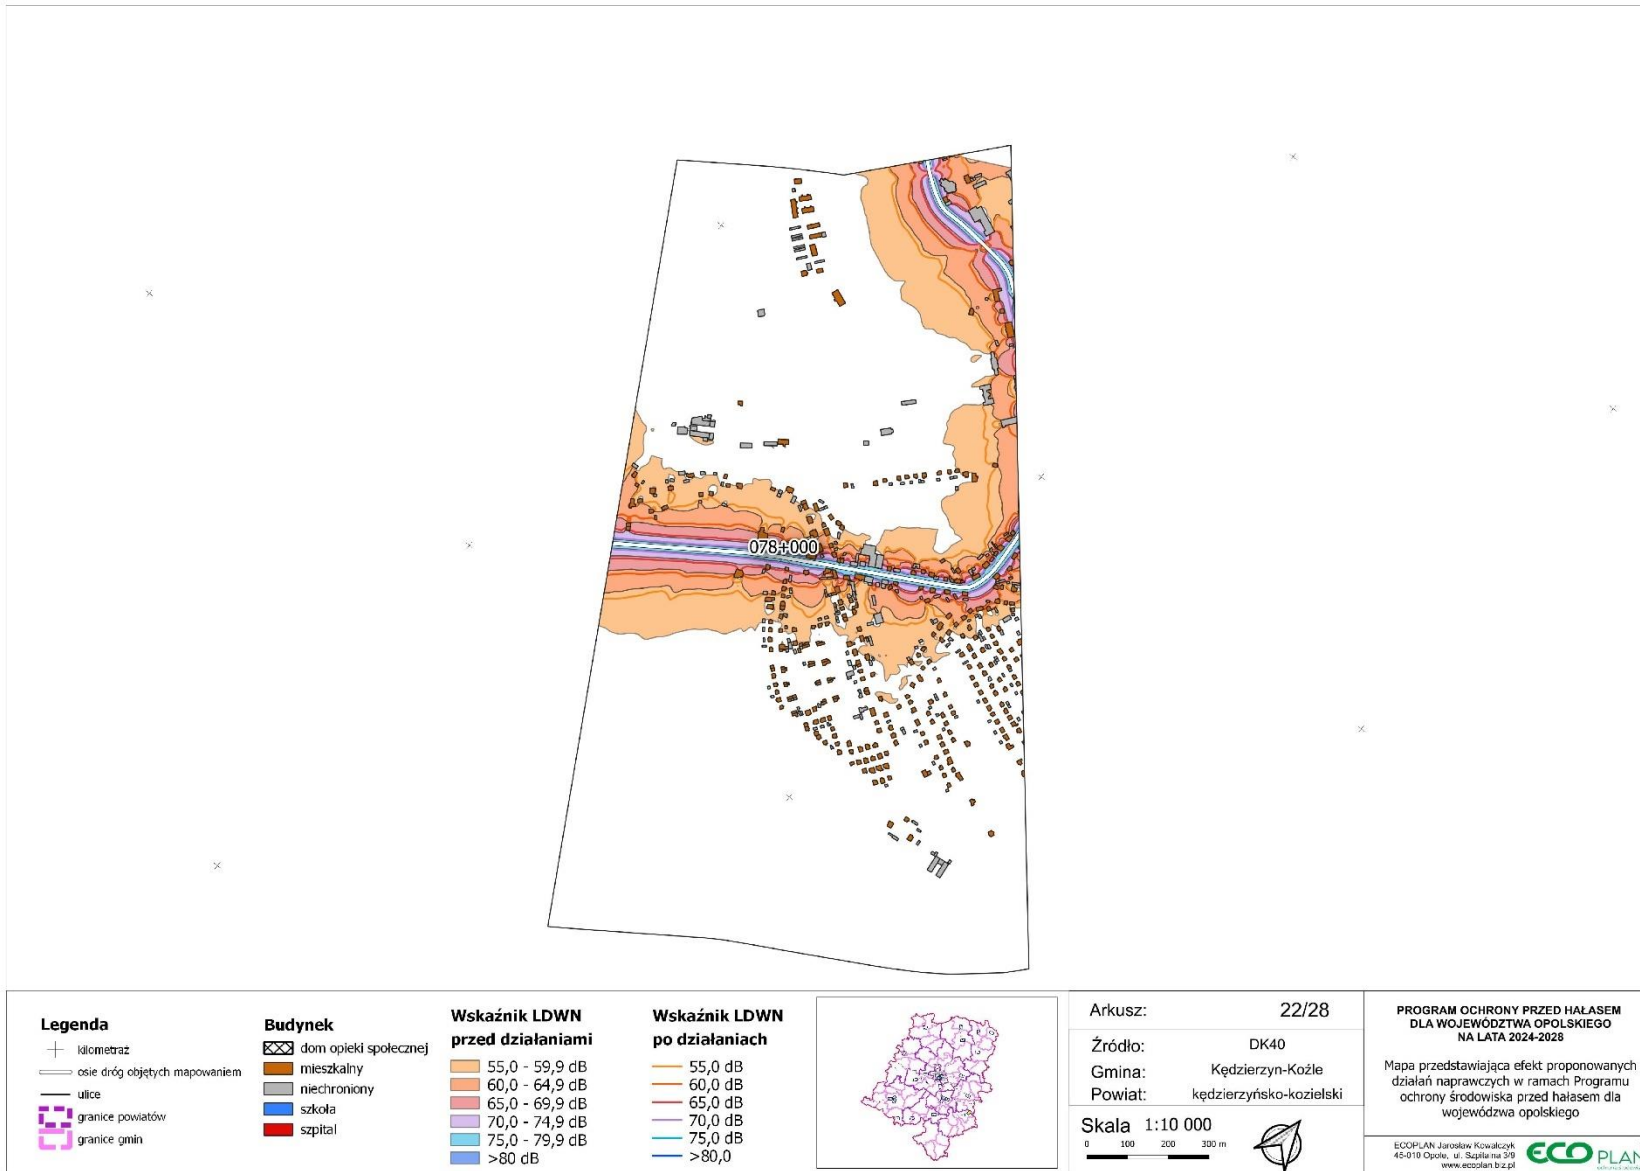 078+000
Legenda
kilometraż
osie dróg objętych mapowaniem
ulice
granice powiatów
granice gmin
Budynek
dom opieki społecznej
mieszkalny
niechroniony
szkoła
szpital
Wskaźnik LDWN
przed działaniami
55,0 - 59,9 dB
60,0 - 64,9 dB
65,0 - 69,9 dB
70,0 - 74,9 dB
75,0 - 79,9 dB
>80 dB
Wskaźnik LDWN
po działaniach
55,0 dB
60,0 dB
65,0 dB
70,0 dB
75,0 dB
>80,0
Arkusz: 22/28
Źródło: DK40
Gmina: Kędzierzyn-Koźle
Powiat: kędzierzyńsko-kozielski
Skala 1:10 000
0 100 200 300 m
PROGRAM OCHRONY PRZED HAŁASEM
DLA WOJEWÓDZTWA OPOLSKIEGO
NA LATA 2024-2028
Mapa przedstawiająca efekt proponowanych
działań naprawczych w ramach Programu
ochrony środowiska przed hałasem dla
województwa opolskiego
ECOPLAN Jarosław Kowalczyk
45-010 Opole, ul. Szpitalna 3/9
www.ecoplan.biz.pl
ECO PLAN